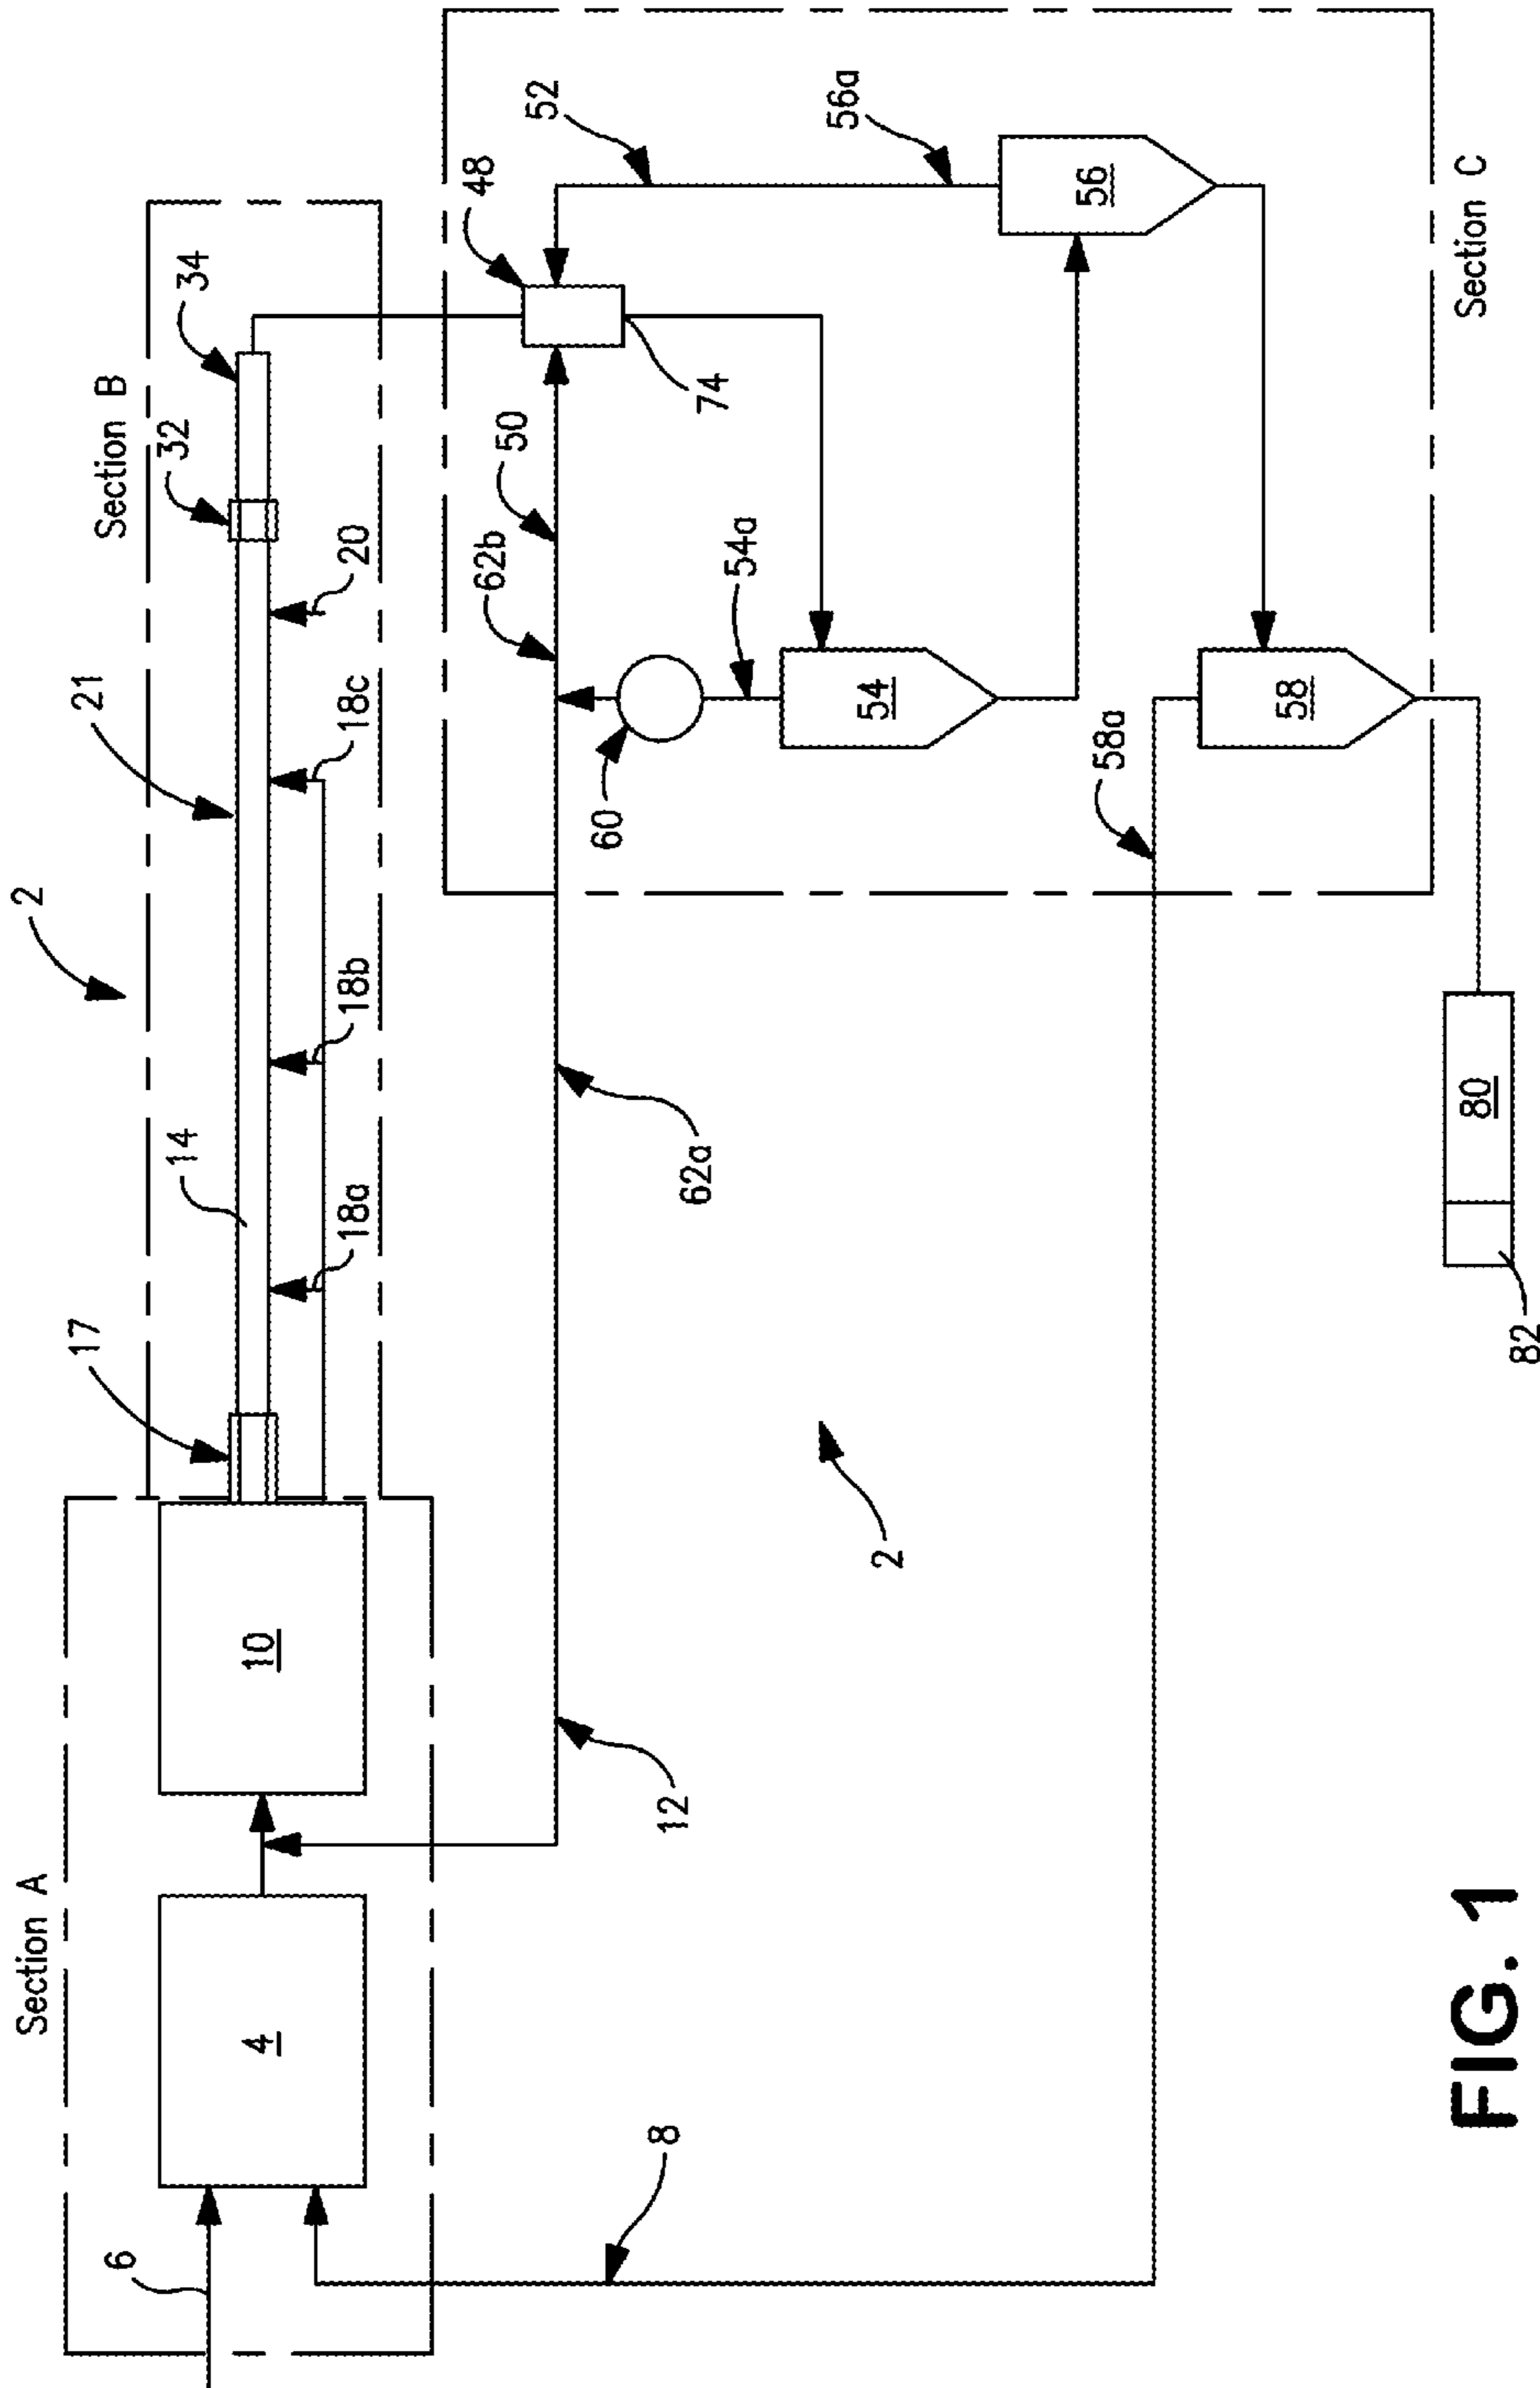 Section A
Section B
2
6
4
10
17
14
21
32
34
18a
18b
18c
20
48
52
62b
50
74
56a
54a
60
54
56
58
58a
Section C
62a
12
2
8
80
82
FIG. 1